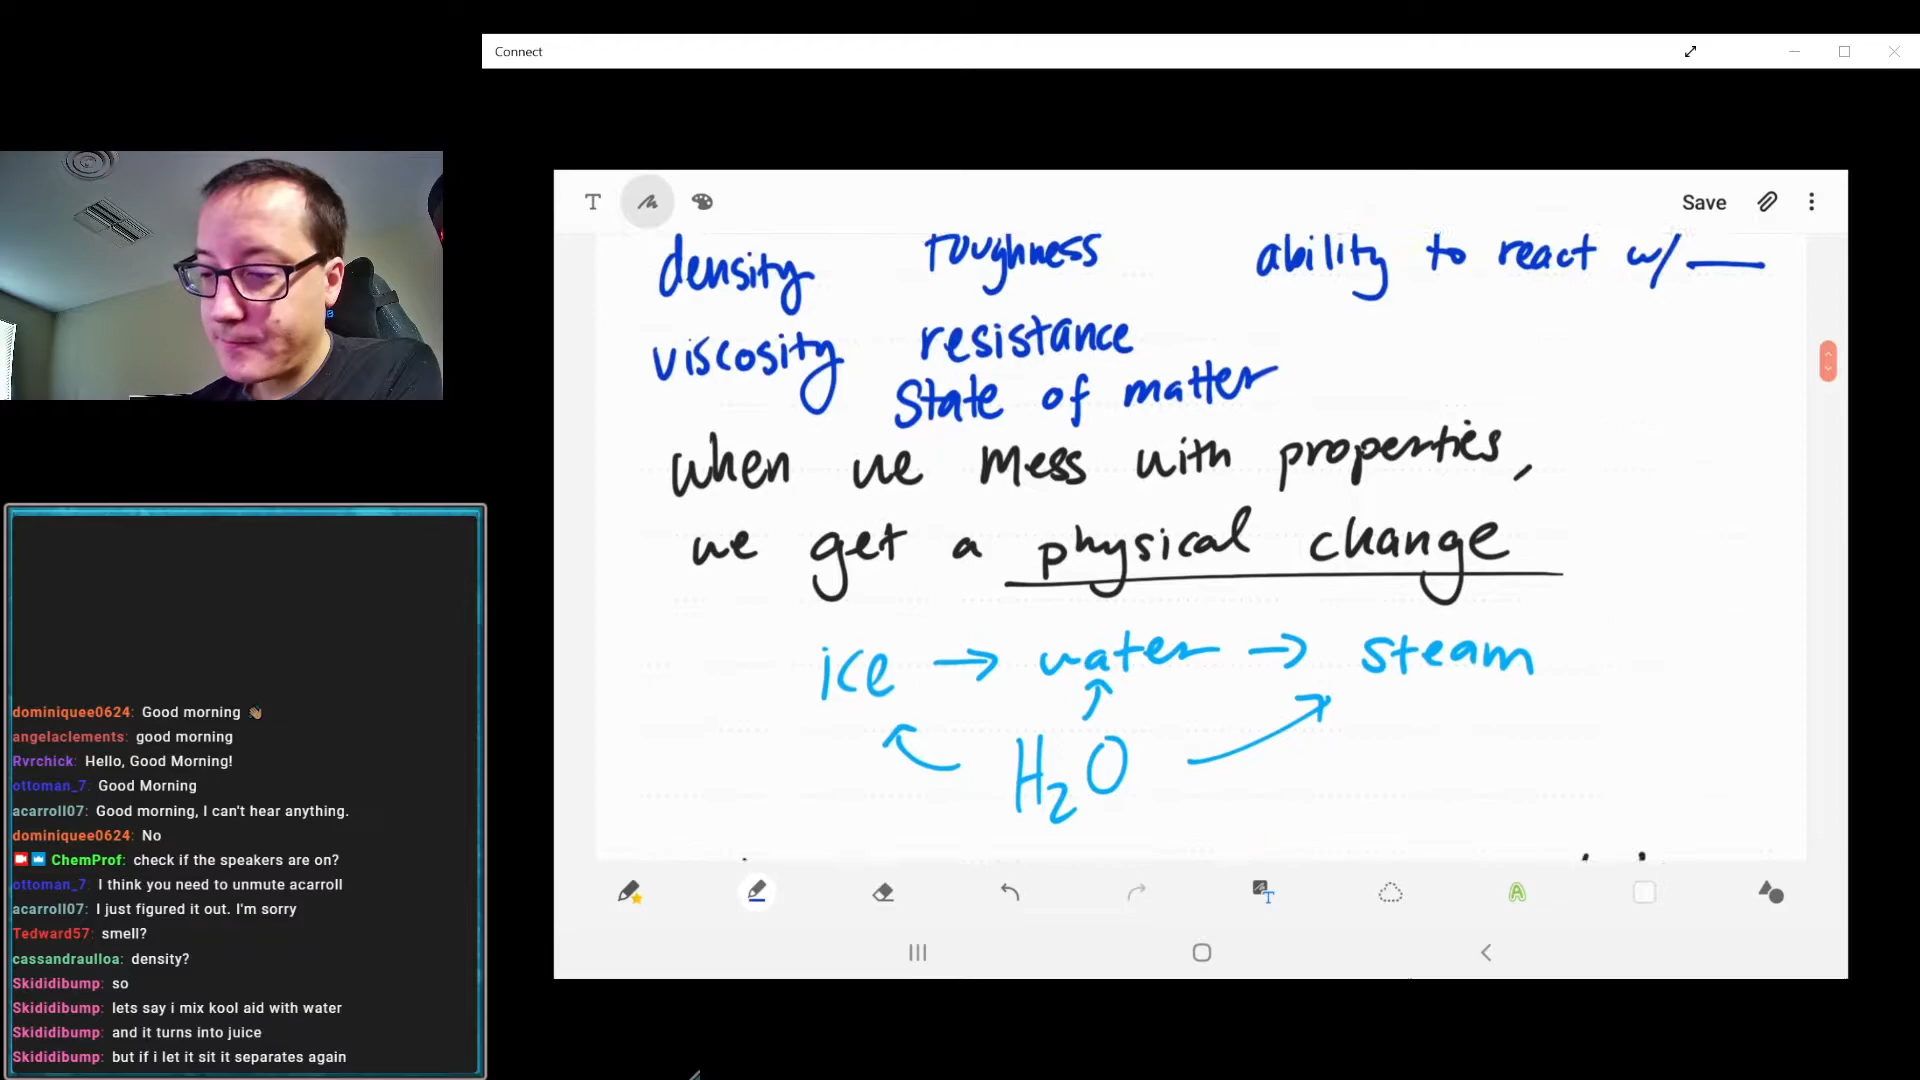 Connect
T
Save
density toughness ability to react w/ ___
viscosity resistance
State of matter
when we mess with properties,
we get a physical change
ice → water → steam
H₂O
dominiquee0624: Good morning 👋🏽
angelaclements: good morning
Rvrchick: Hello, Good Morning!
ottoman_7: Good Morning
acarroll07: Good morning, I can't hear anything.
dominiquee0624: No
ChemProf: check if the speakers are on?
ottoman_7: I think you need to unmute acarroll
acarroll07: I just figured it out. I'm sorry
Tedward57: smell?
cassandraulloa: density?
Skididibump: so
Skididibump: lets say i mix kool aid with water
Skididibump: and it turns into juice
Skididibump: but if i let it sit it separates again
T
A